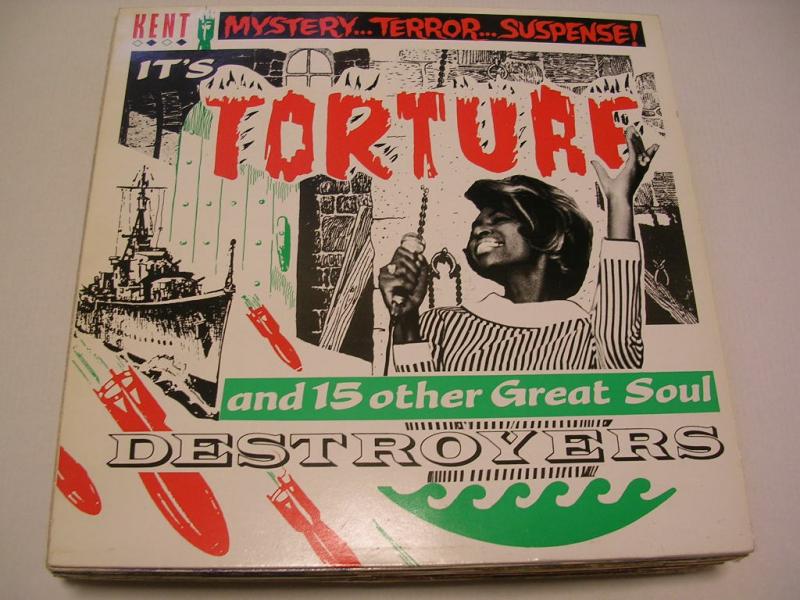 KENT
MYSTERY...TERROR...SUSPENSE!
IT'S
TORTURE
and 15 other Great Soul
DESTROYERS